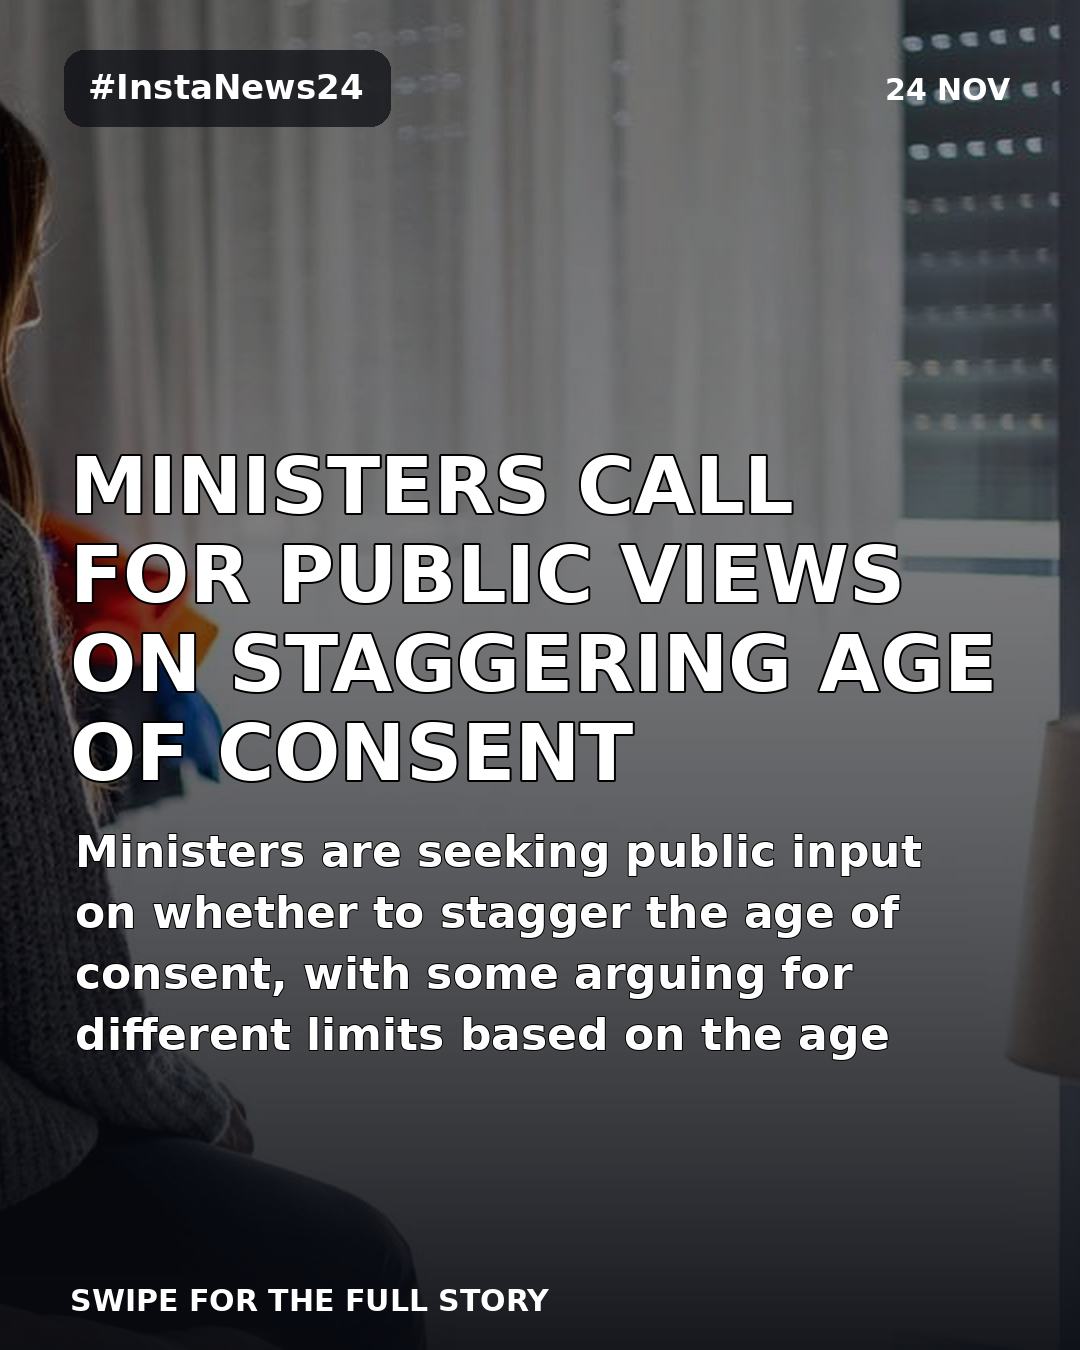 #InstaNews24
24 NOV
MINISTERS CALL
FOR PUBLIC VIEWS
ON STAGGERING AGE
OF CONSENT
Ministers are seeking public input
on whether to stagger the age of
consent, with some arguing for
different limits based on the age
SWIPE FOR THE FULL STORY